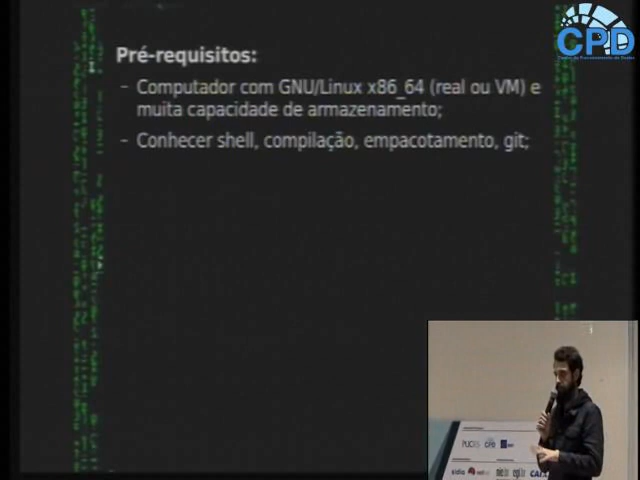 CPD
Pré-requisitos:
- Computador com GNU/Linux x86_64 (real ou VM) e
muita capacidade de armazenamento;
- Conhecer shell, compilação, empacotamento, git;
PUCRS